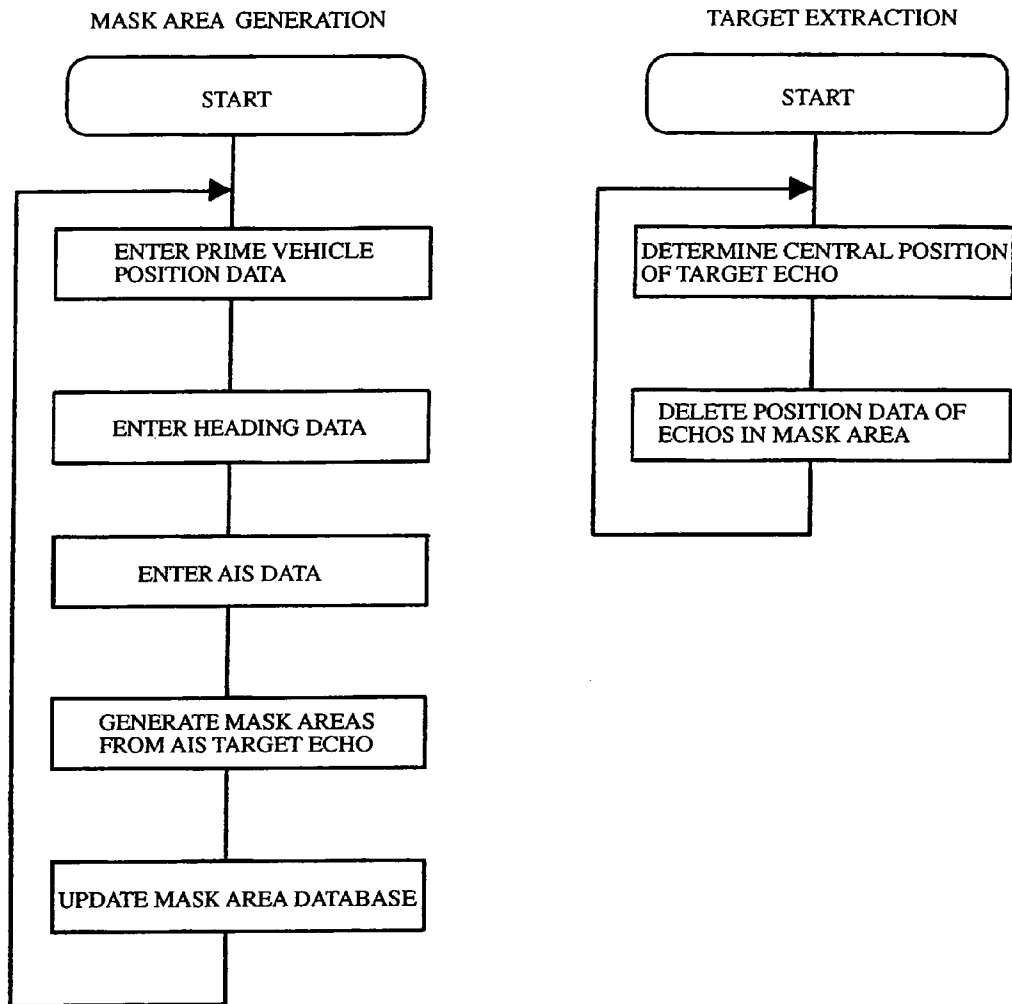 MASK AREA GENERATION
START
ENTER PRIME VEHICLE
POSITION DATA
ENTER HEADING DATA
ENTER AIS DATA
GENERATE MASK AREAS
FROM AIS TARGET ECHO
UPDATE MASK AREA DATABASE
TARGET EXTRACTION
START
DETERMINE CENTRAL POSITION
OF TARGET ECHO
DELETE POSITION DATA OF
ECHOS IN MASK AREA